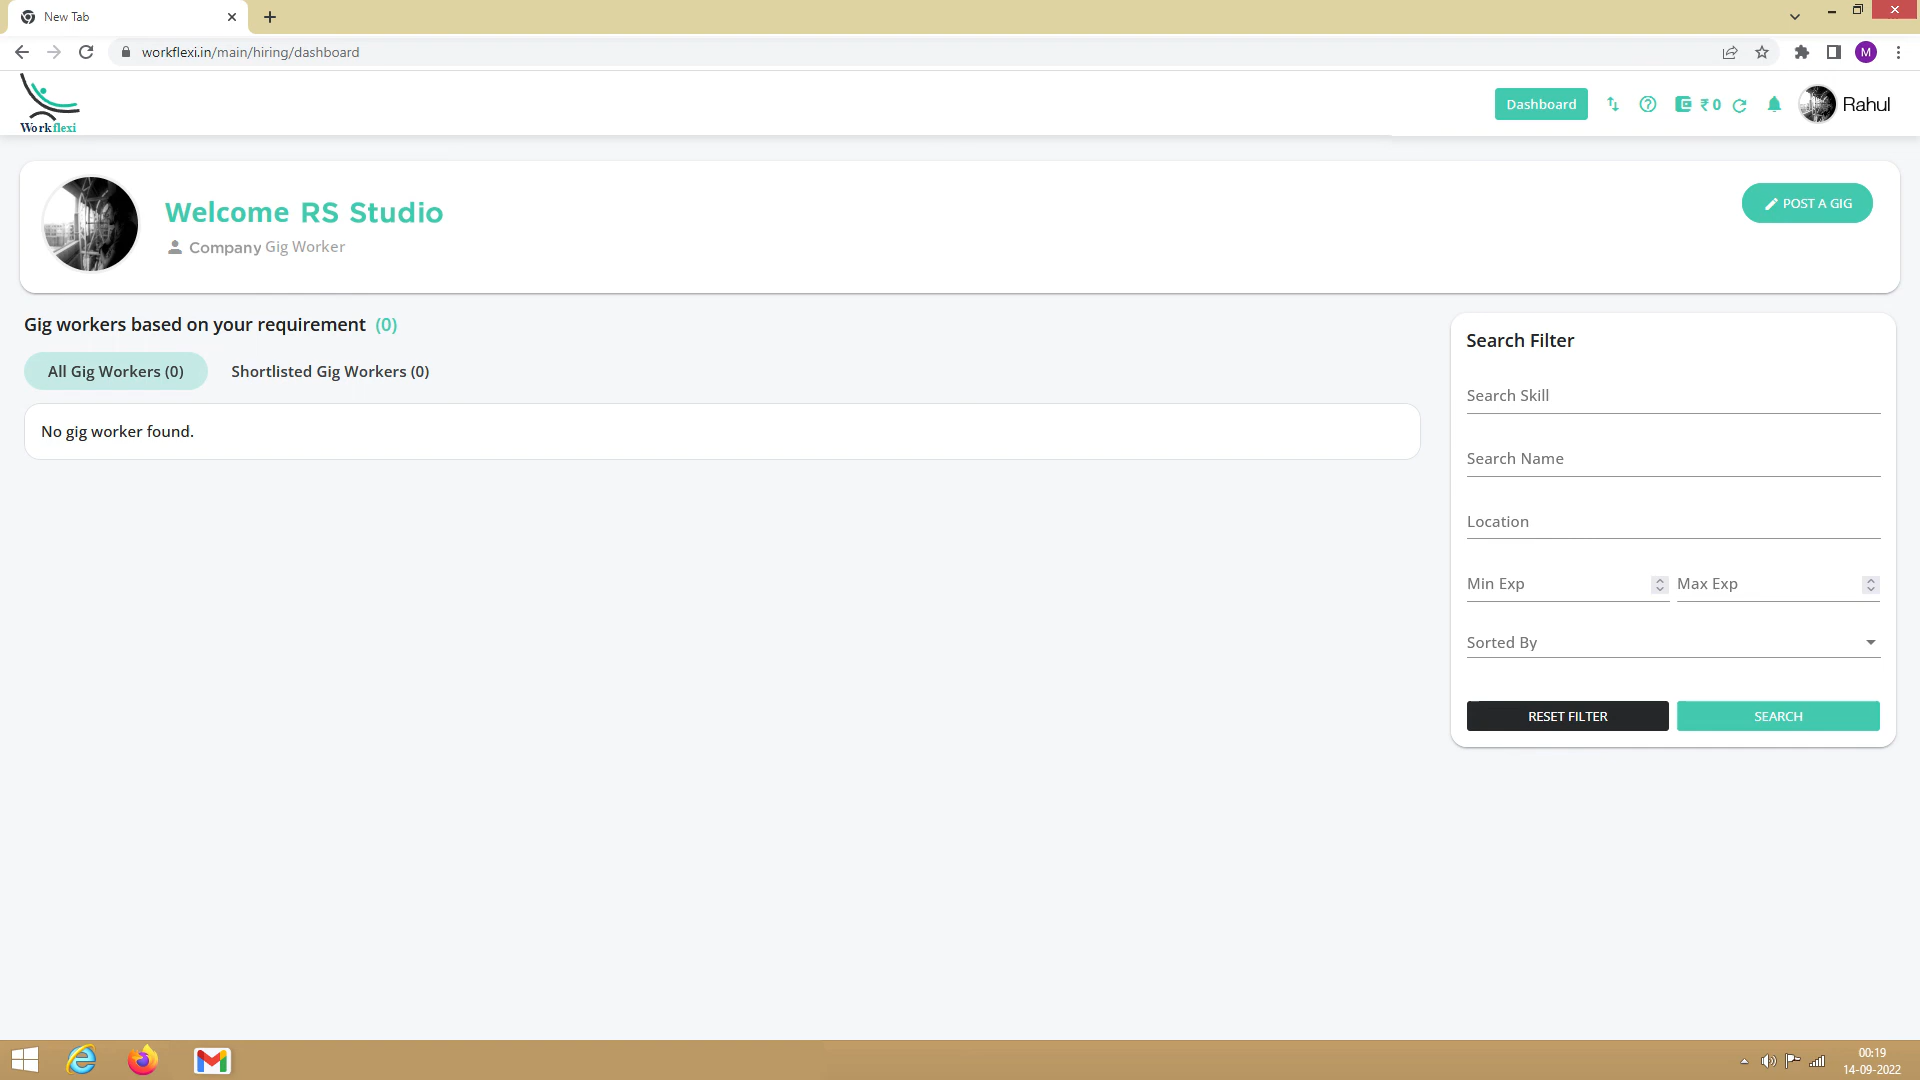 New Tab
workflexi.in/main/hiring/dashboard
M
Workflexi
Dashboard
₹ 0
Rahul
Welcome RS Studio
Company Gig Worker
POST A GIG
Gig workers based on your requirement (0)
All Gig Workers (0)
Shortlisted Gig Workers (0)
No gig worker found.
Search Filter
Search Skill
Search Name
Location
Min Exp
Max Exp
Sorted By
RESET FILTER
SEARCH
00:19
14-09-2022